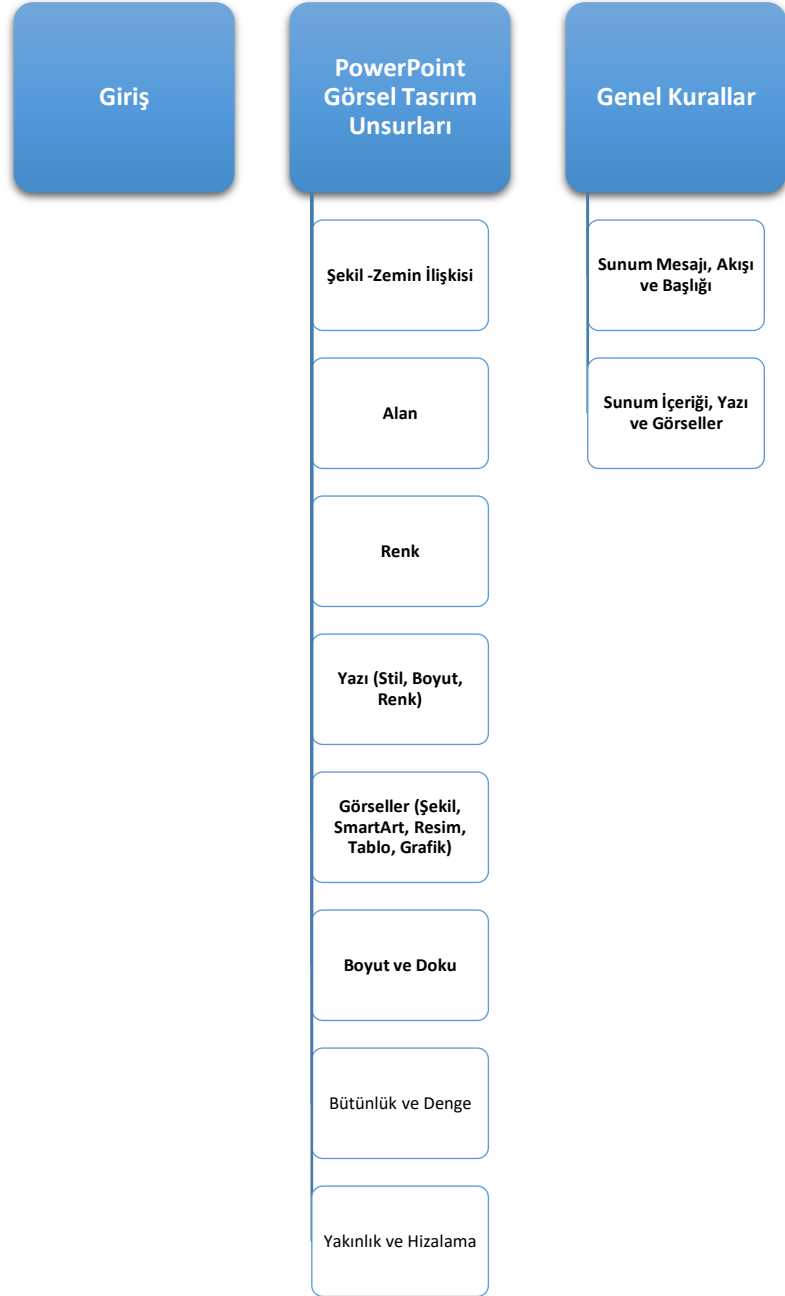 Giriş
PowerPoint
Görsel Tasrım
Unsurları
Şekil -Zemin İlişkisi
Alan
Renk
Yazı (Stil, Boyut,
Renk)
Görseller (Şekil,
SmartArt, Resim,
Tablo, Grafik)
Boyut ve Doku
Bütünlük ve Denge
Yakınlık ve Hizalama
Genel Kurallar
Sunum Mesajı, Akışı
ve Başlığı
Sunum İçeriği, Yazı
ve Görseller